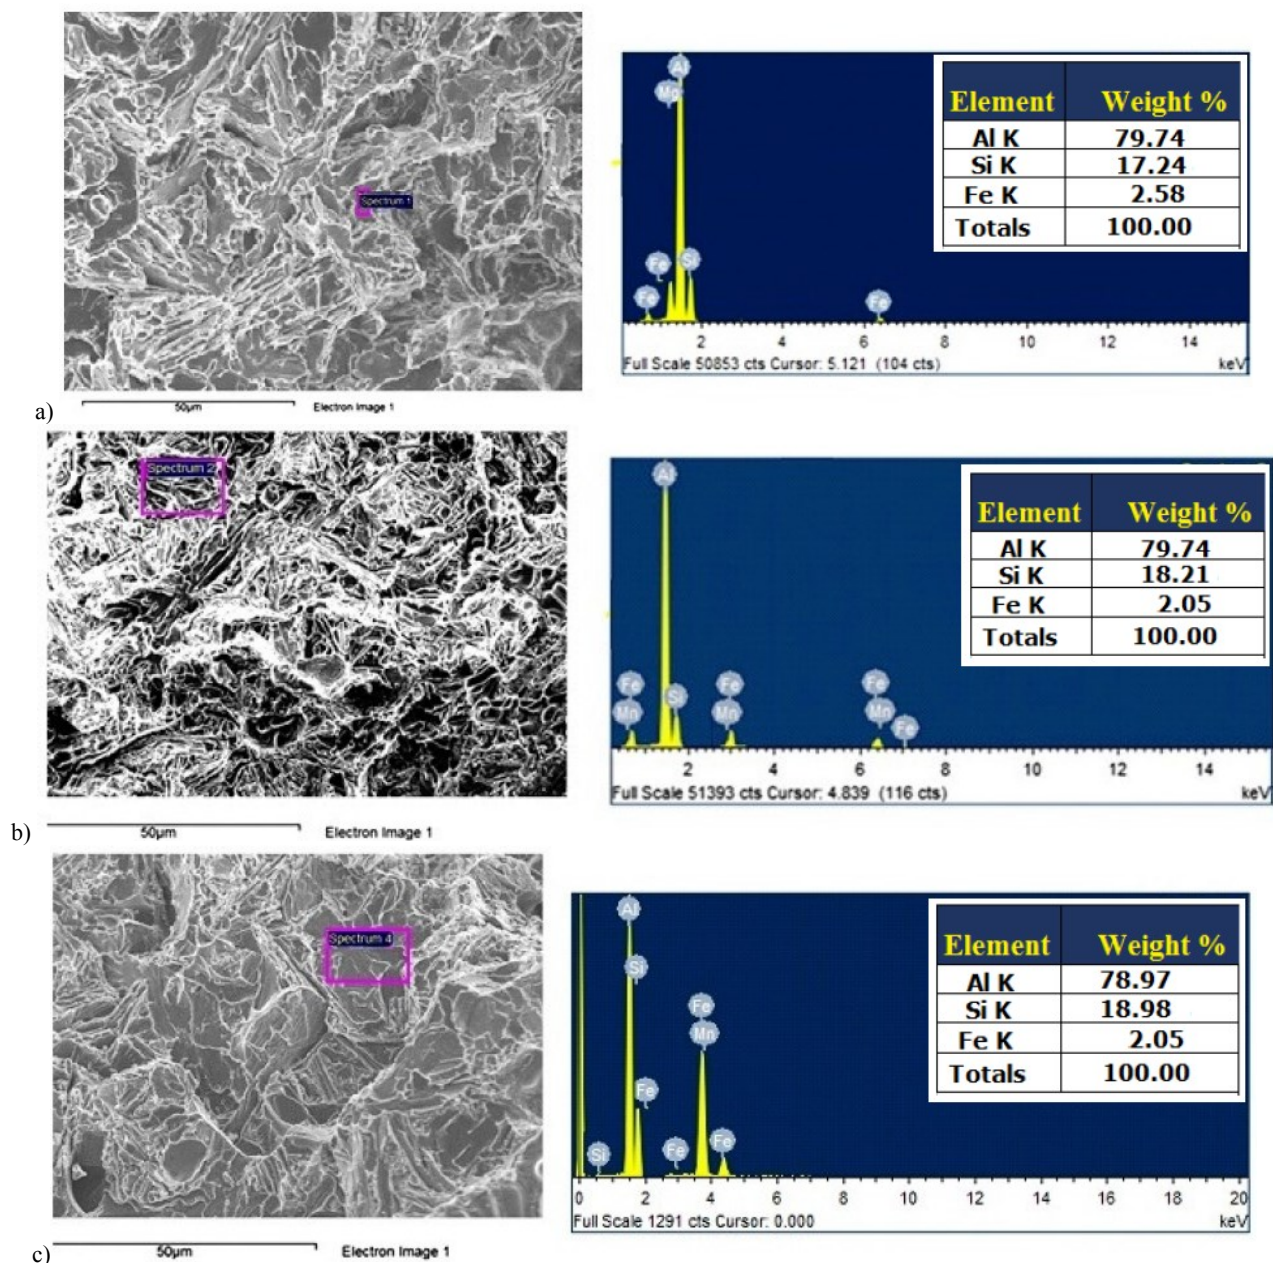 Spectrum 1
50µm Electron Image 1
a)
Al
Mg
Fe
Si
Fe
Fe
2 4 6 8 10 12 14
Full Scale 50853 cts Cursor: 5.121 (104 cts) keV
Element Weight %
Al K 79.74
Si K 17.24
Fe K 2.58
Totals 100.00
Spectrum 2
50µm Electron Image 1
b)
Al
Fe Si Fe Fe
Mn Mn Mn
Fe
2 4 6 8 10 12 14
Full Scale 51393 cts Cursor: 4.839 (116 cts) keV
Element Weight %
Al K 79.74
Si K 18.21
Fe K 2.05
Totals 100.00
Spectrum 4
50µm Electron Image 1
c)
Al
Si
Fe
Mn
Fe
Si Fe Fe
0 2 4 6 8 10 12 14 16 18 20
Full Scale 1291 cts Cursor: 0.000 keV
Element Weight %
Al K 78.97
Si K 18.98
Fe K 2.05
Totals 100.00